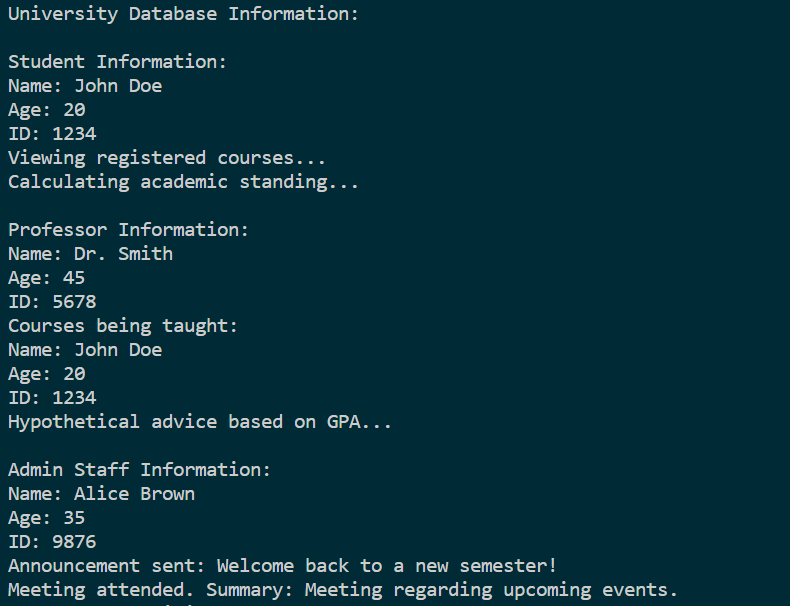 University Database Information:
Student Information:
Name: John Doe
Age: 20
ID: 1234
Viewing registered courses...
Calculating academic standing...
Professor Information:
Name: Dr. Smith
Age: 45
ID: 5678
Courses being taught:
Name: John Doe
Age: 20
ID: 1234
Hypothetical advice based on GPA...
Admin Staff Information:
Name: Alice Brown
Age: 35
ID: 9876
Announcement sent: Welcome back to a new semester!
Meeting attended. Summary: Meeting regarding upcoming events.